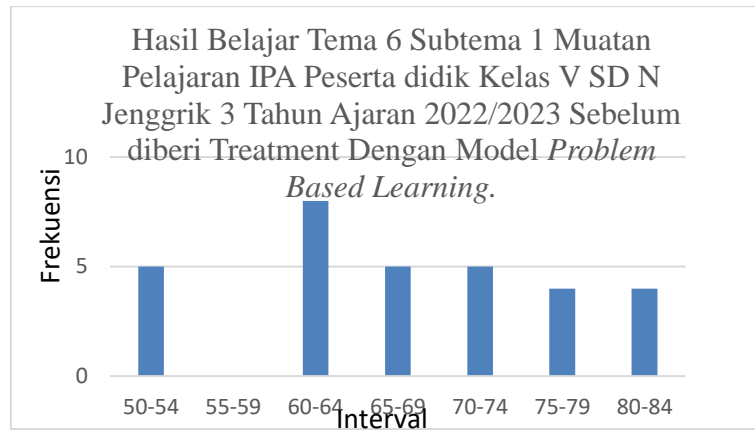 Hasil Belajar Tema 6 Subtema 1 Muatan
Pelajaran IPA Peserta didik Kelas V SD N
Jenggrik 3 Tahun Ajaran 2022/2023 Sebelum
diberi Treatment Dengan Model Problem
Based Learning.
Frekuensi
10
5
0
50-54 55-59 60-64 65-69 70-74 75-79 80-84
Interval